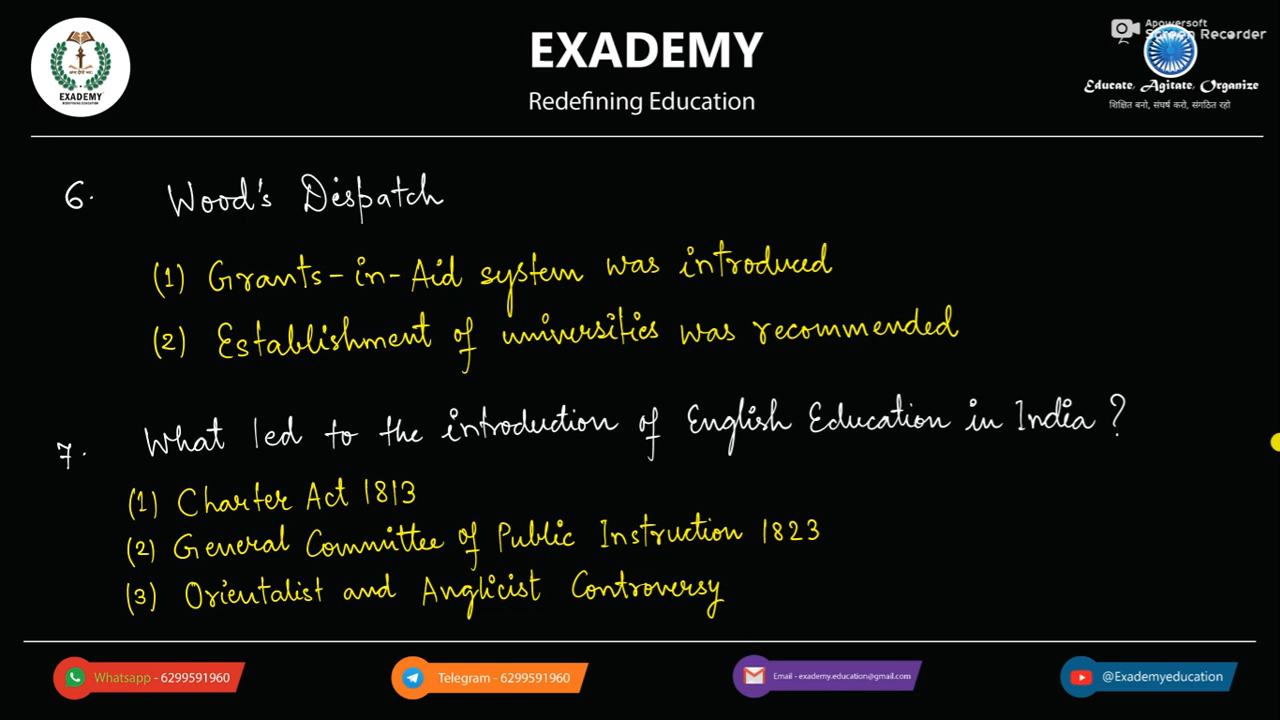 EXADEMY
Redefining Education
Apowersoft
Screen Recorder
EXADEMY
REDEFINING EDUCATION
Educate, Agitate, Organize
शिक्षित बनो, संघर्ष करो, संगठित रहो
6. Wood's Despatch
(1) Grants-in-Aid system was introduced
(2) Establishment of universities was recommended
7. What led to the introduction of English Education in India ?
(1) Charter Act 1813
(2) General Committee of Public Instruction 1823
(3) Orientalist and Anglicist Controversy
Whatsapp - 6299591960
Telegram - 6299591960
Email - exademy.education@gmail.com
@Exademyeducation